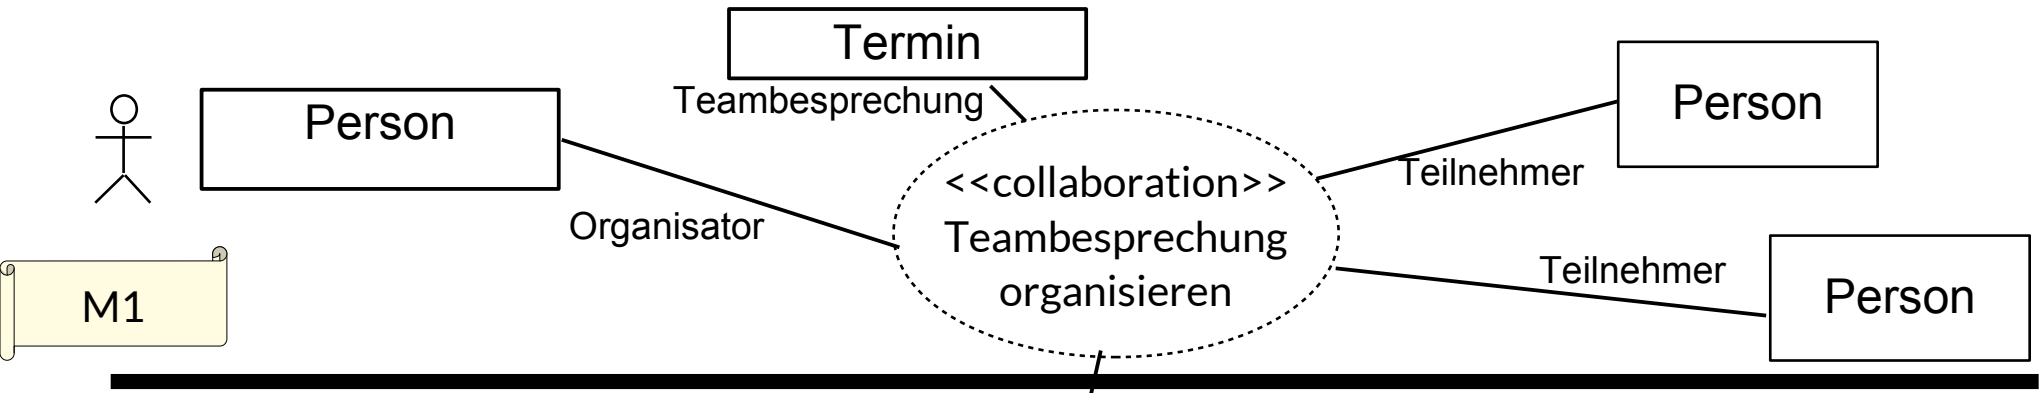 Termin
Teambesprechung
Person
Person
<<collaboration>>
Teambesprechung
organisieren
Teilnehmer
Organisator
Teilnehmer
Person
M1